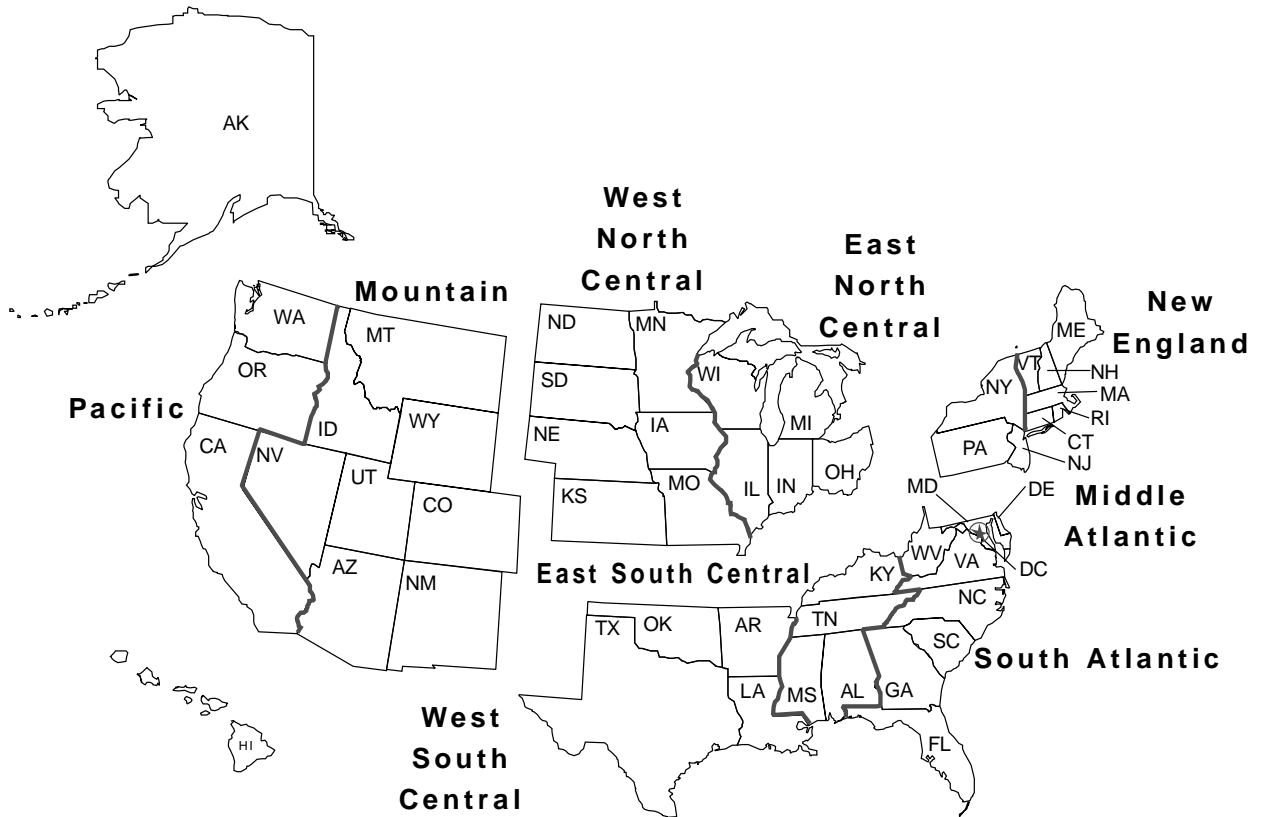 AK
West
North
Central
East
North
Central
Mountain
New
England
WA
MT
ND
MN
ME
OR
SD
WI
VT
NH
NY
MA
Pacific
ID
WY
NE
IA
MI
RI
CA
NV
UT
PA
CT
NJ
KS
MO
IL
IN
OH
CO
MD
DE
Middle
Atlantic
AZ
NM
East South Central
KY
WV
VA
DC
TX
OK
AR
TN
NC
SC
South Atlantic
LA
MS
AL
GA
HI
West
South
Central
FL